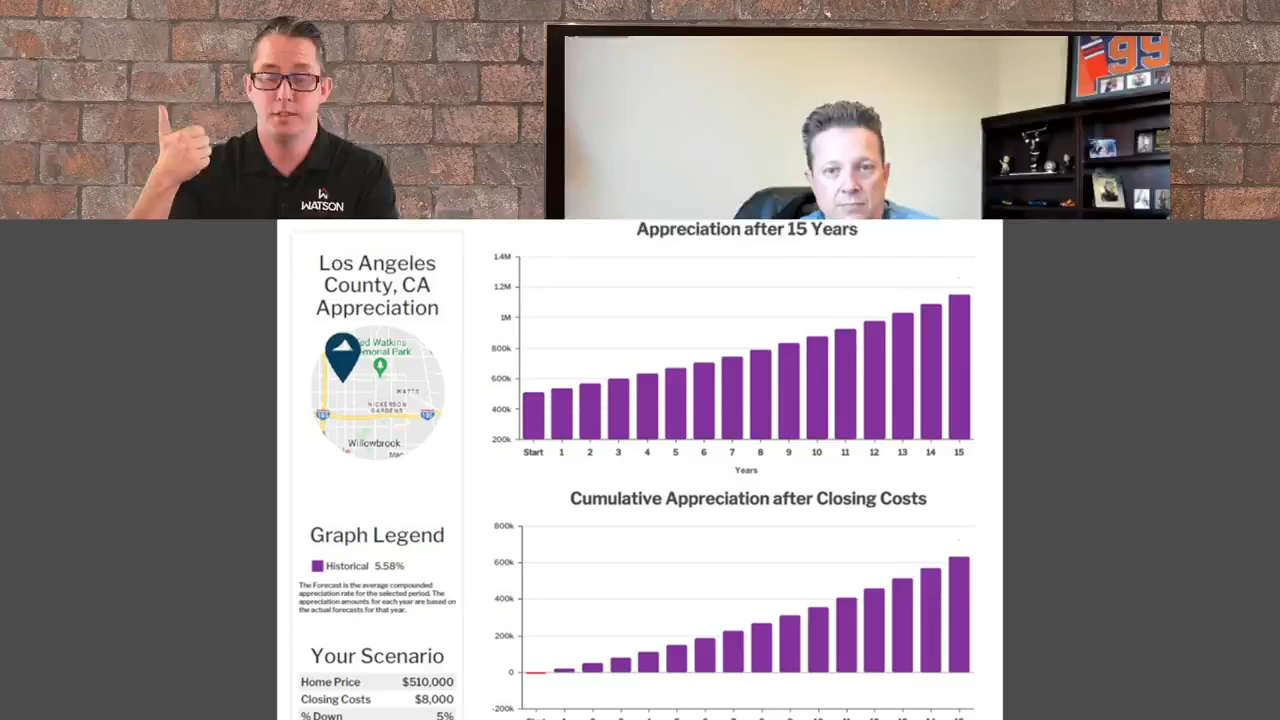 WATSON
99
Los Angeles
County, CA
Appreciation
Ted Watkins
Memorial Park
WATTS
NICKERSON
GARDENS
Willowbrook
Graph Legend
Historical 5.58%
The Forecast is the average compounded
appreciation rate for the selected period. The
appreciation amounts for each year are based on
the actual forecasts for that year.
Your Scenario
Home Price $510,000
Closing Costs $8,000
% Down 5%
Appreciation after 15 Years
1.4M
1.2M
1M
800k
600k
400k
200k
Start 1 2 3 4 5 6 7 8 9 10 11 12 13 14 15
Years
Cumulative Appreciation after Closing Costs
800k
600k
400k
200k
0
-200k